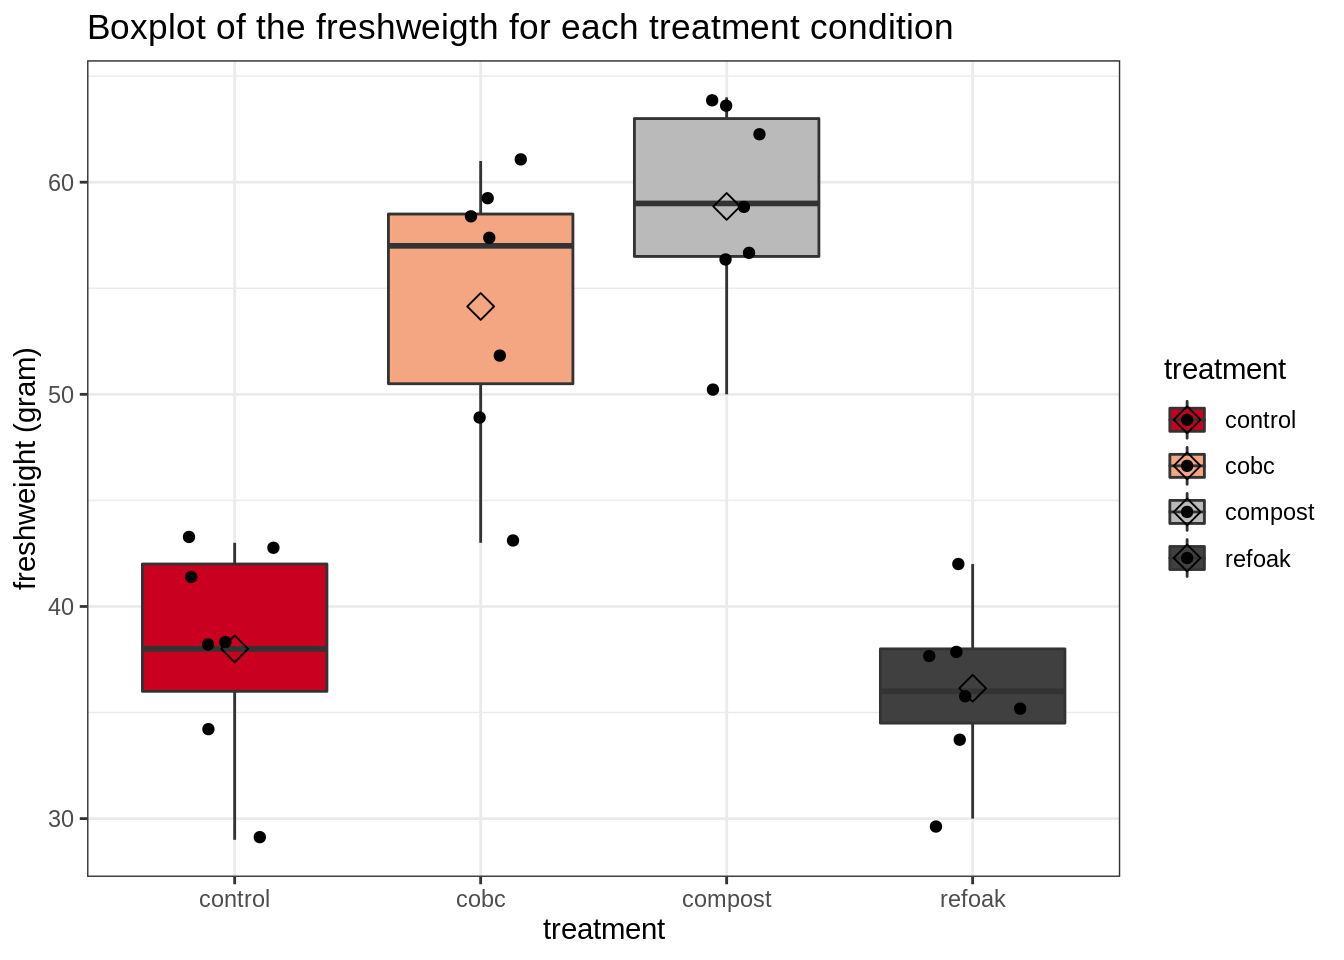 Boxplot of the freshweigth for each treatment condition
freshweight (gram)
60
50
40
30
control
cobc
compost
refoak
treatment
treatment
control
cobc
compost
refoak